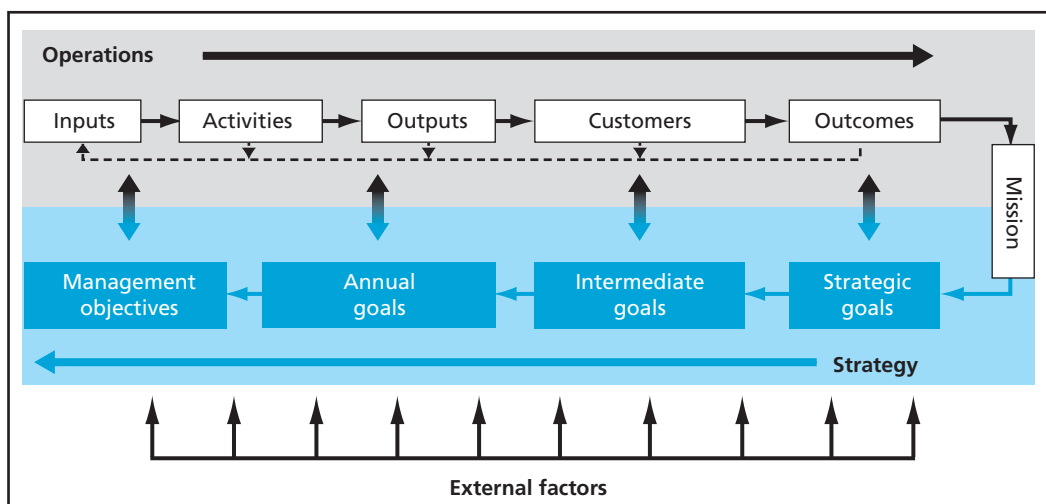 Operations
Inputs
Activities
Outputs
Customers
Outcomes
Mission
Management
objectives
Annual
goals
Intermediate
goals
Strategic
goals
Strategy
External factors